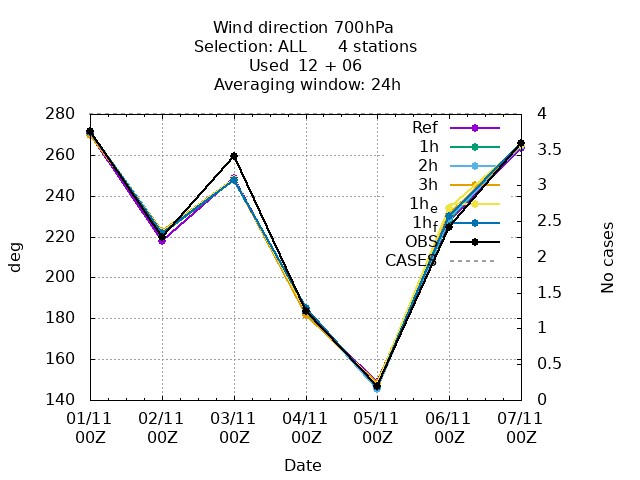 Wind direction 700hPa
Selection: ALL      4 stations
Used  12 + 06
Averaging window: 24h
280 4
260 3.5
240 3
220 2.5
200 2
180 1.5
160 1
140 0.5
0
deg
No cases
Ref
1h
2h
3h
1he
1hf
OBS
CASES
01/11 02/11 03/11 04/11 05/11 06/11 07/11
00Z 00Z 00Z 00Z 00Z 00Z 00Z
Date